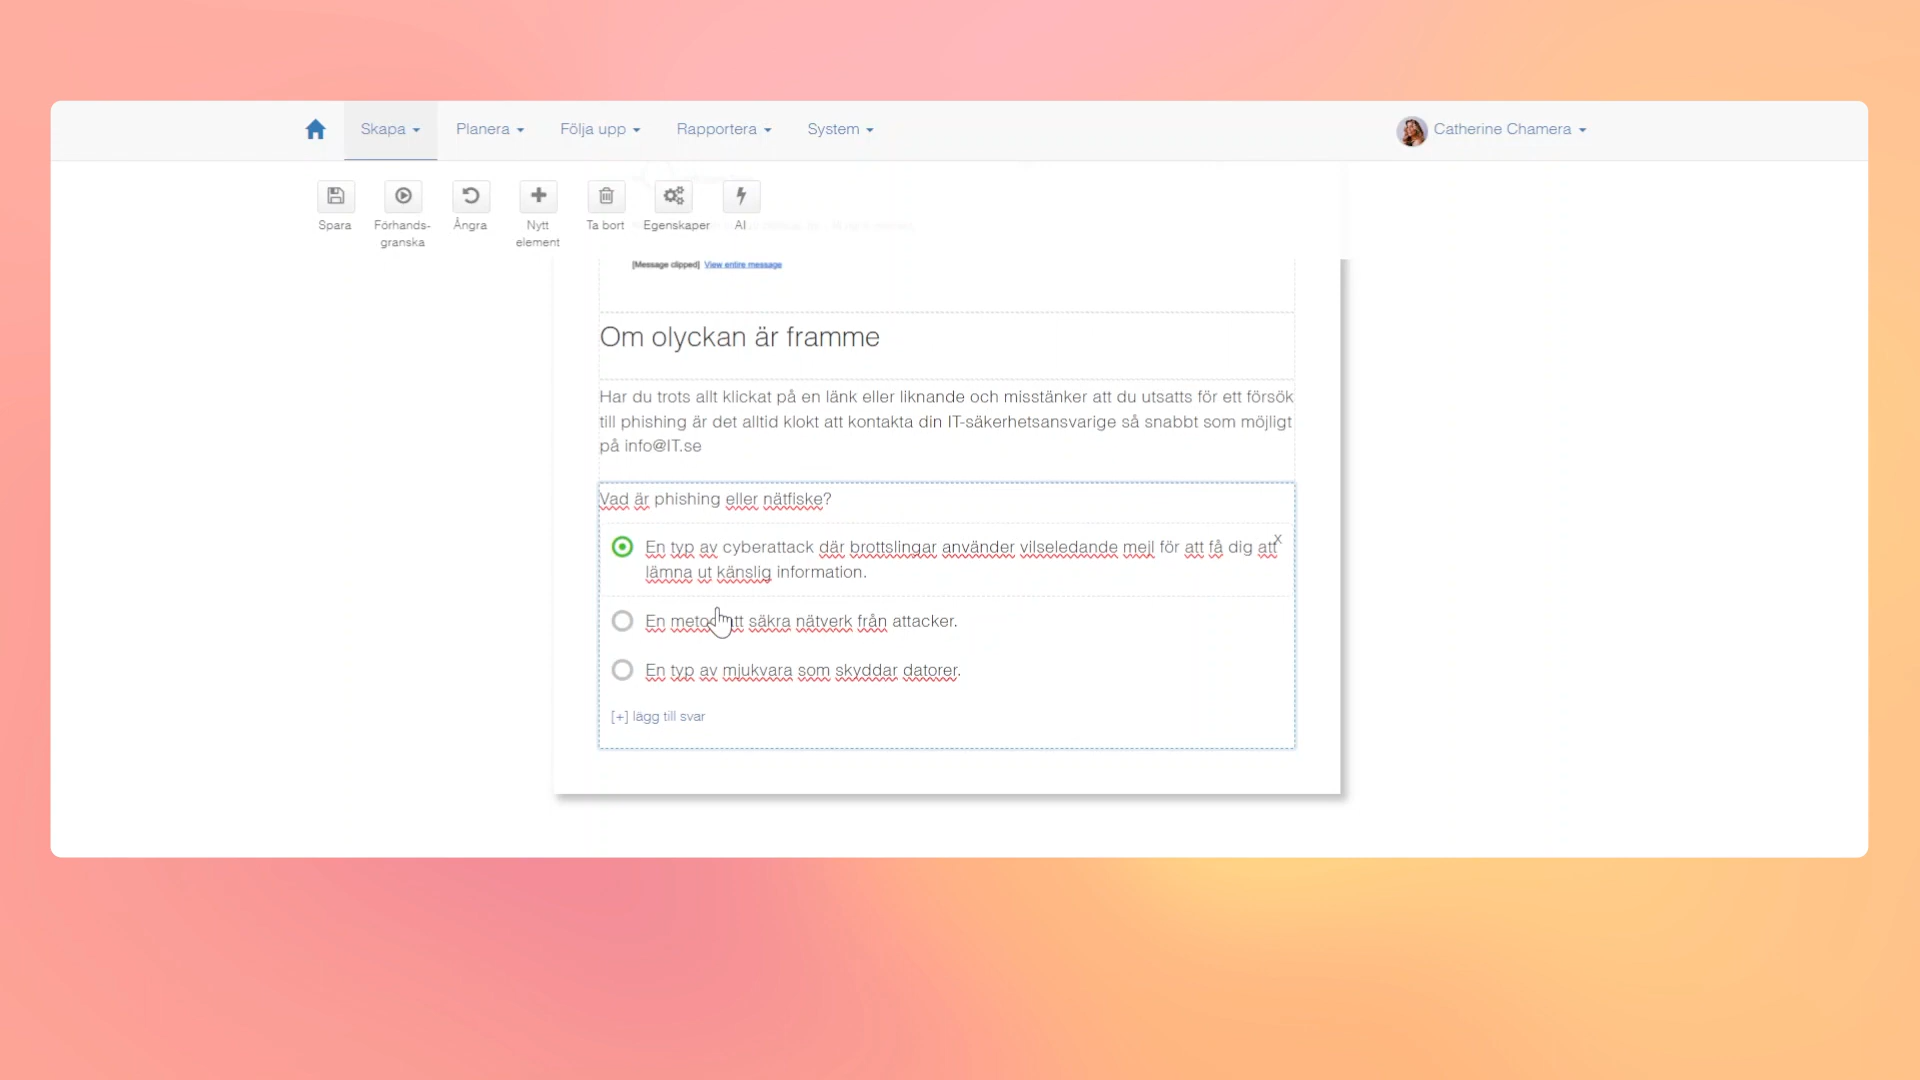 Skapa Planera Följa upp Rapportera System Catherine Chamera
Spara Förhands- Ångra Nytt Ta bort Egenskaper AI
granska element
[Message clipped] View entire message
Om olyckan är framme
Har du trots allt klickat på en länk eller liknande och misstänker att du utsatts för ett försök
till phishing är det alltid klokt att kontakta din IT-säkerhetsansvarige så snabbt som möjligt
på info@IT.se
Vad är phishing eller nätfiske?
En typ av cyberattack där brottslingar använder vilseledande mejl för att få dig att
x
lämna ut känslig information.
En metod att säkra nätverk från attacker.
En typ av mjukvara som skyddar datorer.
[+] lägg till svar